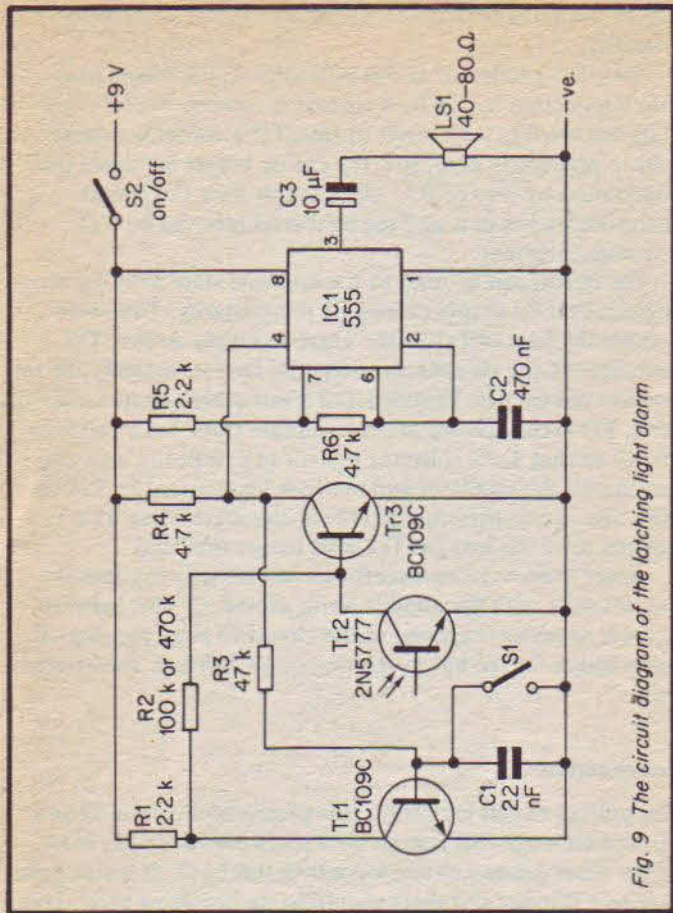 +9 V
S2
on/off
R1
2·2 k
R2
100 k or 470 k
R4
4·7 k
R5
2·2 k
R3
47 k
R6
4·7 k
4
8
7
6
2
1
3
IC1
555
C3
10 µF
LS1
40–80 Ω
Tr1
BC109C
Tr2
2N5777
Tr3
BC109C
C1
22
nF
S1
C2
470 nF
–ve.
Fig. 9 The circuit diagram of the latching light alarm